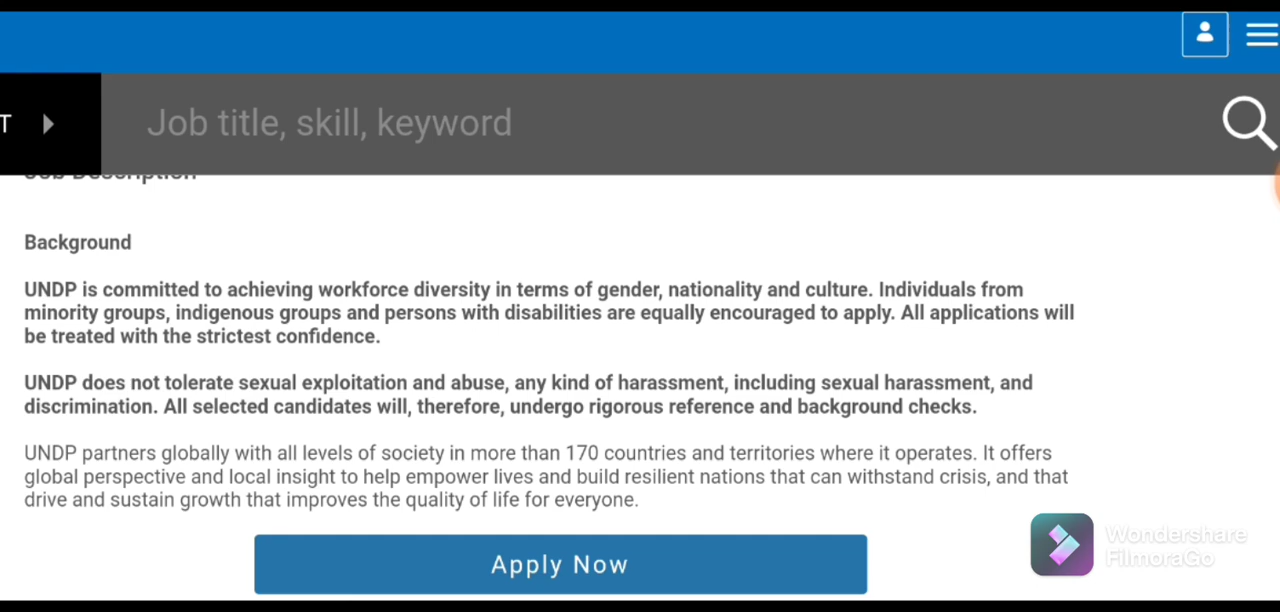 T
Job title, skill, keyword
Job Description
Background
UNDP is committed to achieving workforce diversity in terms of gender, nationality and culture. Individuals from
minority groups, indigenous groups and persons with disabilities are equally encouraged to apply. All applications will
be treated with the strictest confidence.
UNDP does not tolerate sexual exploitation and abuse, any kind of harassment, including sexual harassment, and
discrimination. All selected candidates will, therefore, undergo rigorous reference and background checks.
UNDP partners globally with all levels of society in more than 170 countries and territories where it operates. It offers
global perspective and local insight to help empower lives and build resilient nations that can withstand crisis, and that
drive and sustain growth that improves the quality of life for everyone.
Apply Now
Wondershare
FilmoraGo